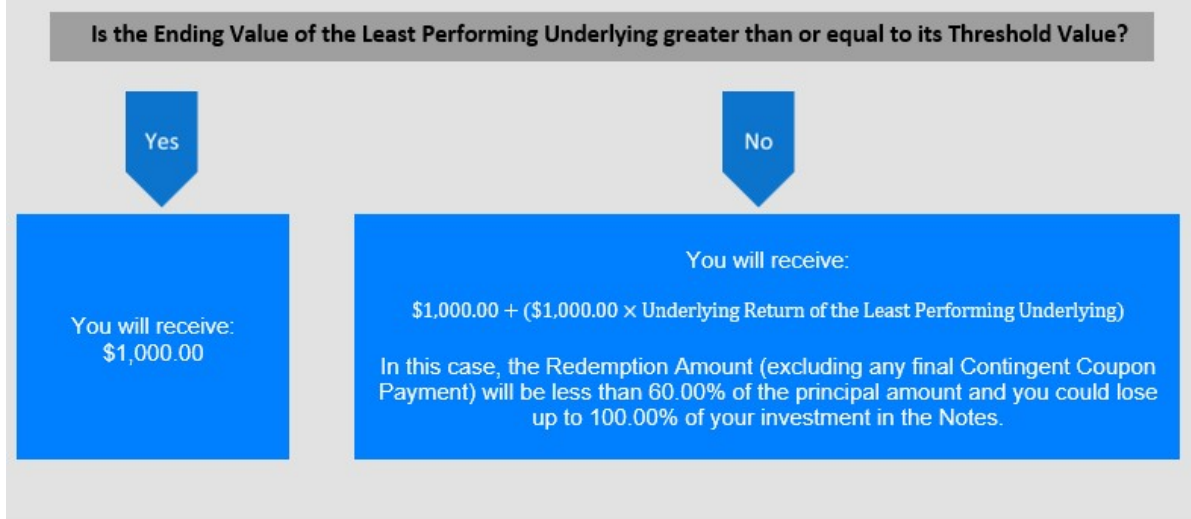 Is the Ending Value of the Least Performing Underlying greater than or equal to its Threshold Value?
Yes
No
You will receive:
$1,000.00
You will receive:
$1,000.00 + ($1,000.00 × Underlying Return of the Least Performing Underlying)
In this case, the Redemption Amount (excluding any final Contingent Coupon
Payment) will be less than 60.00% of the principal amount and you could lose
up to 100.00% of your investment in the Notes.